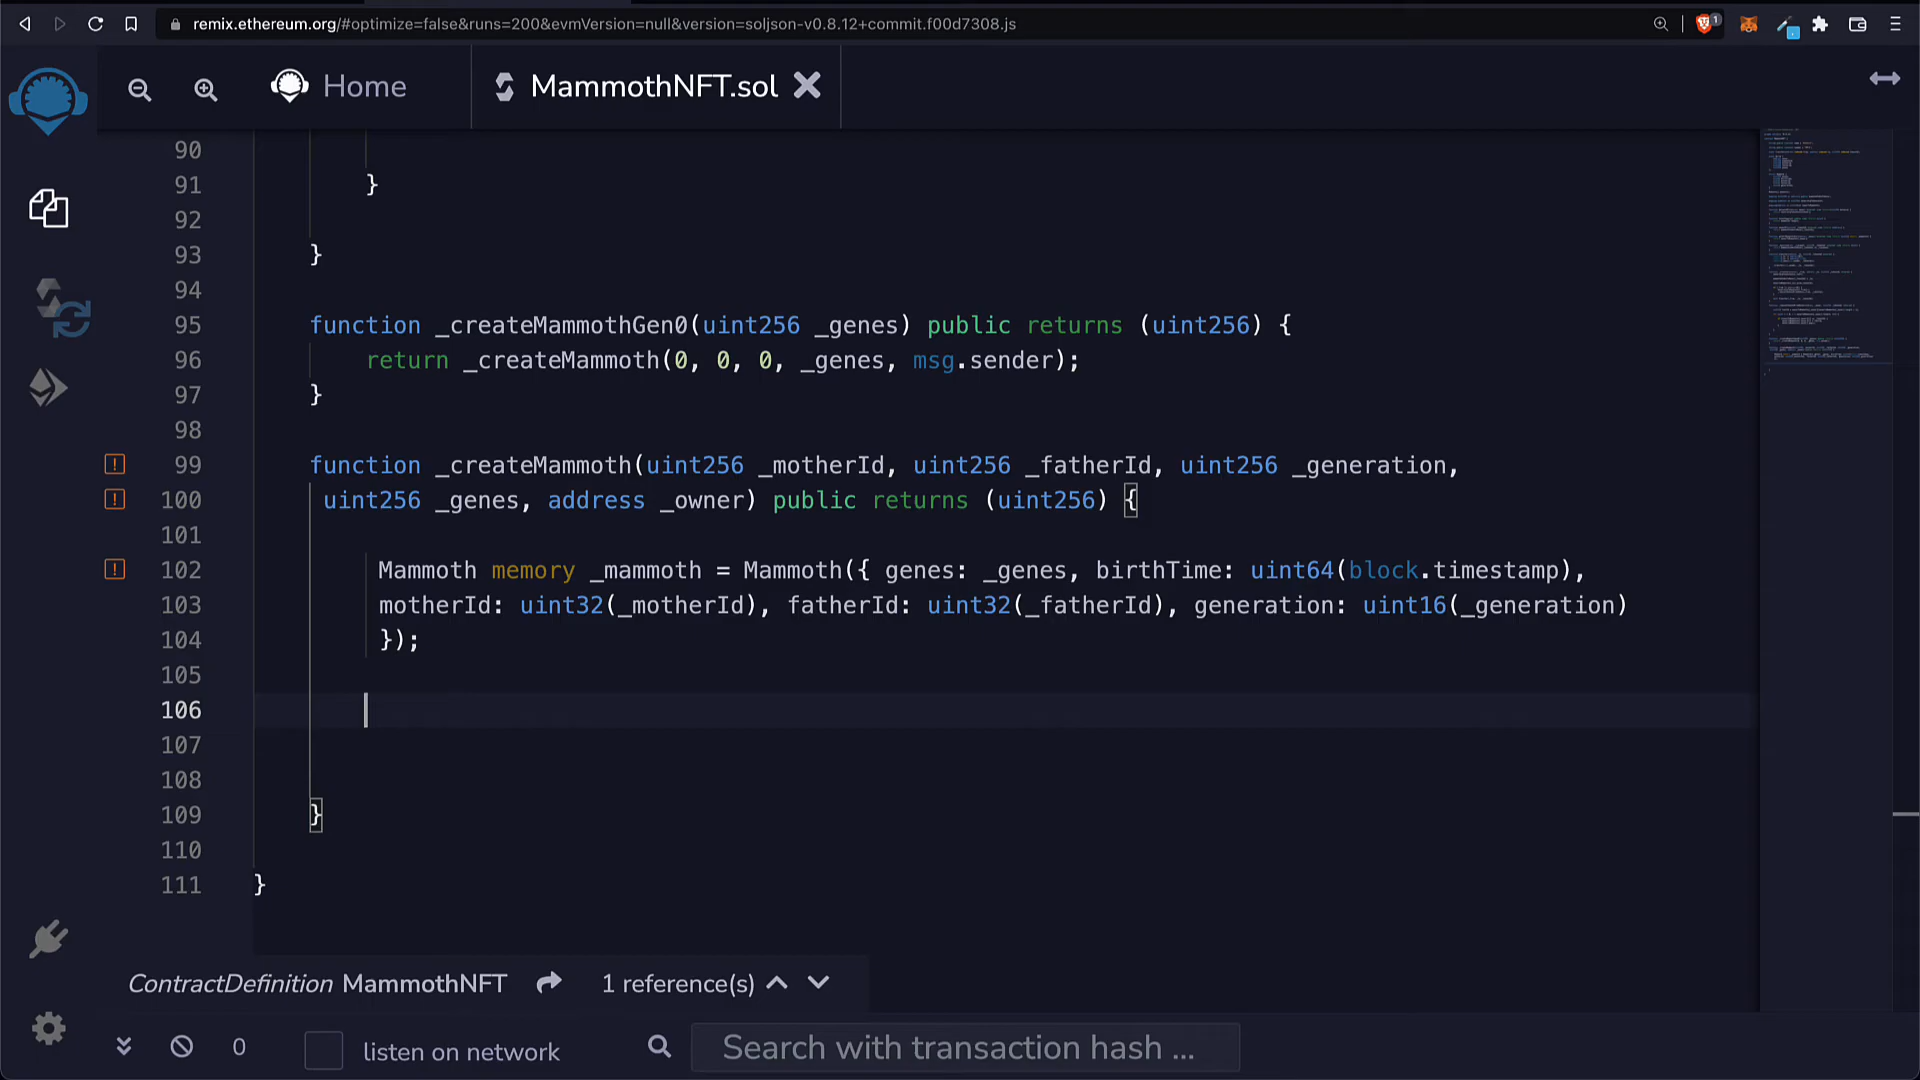 remix.ethereum.org/#optimize=false&runs=200&evmVersion=null&version=soljson-v0.8.12+commit.f00d7308.js
1
Home
MammothNFT.sol
90
91 }
92
93 }
94
95 function _createMammothGen0(uint256 _genes) public returns (uint256) {
96 return _createMammoth(0, 0, 0, _genes, msg.sender);
97 }
98
99 function _createMammoth(uint256 _motherId, uint256 _fatherId, uint256 _generation,
100 uint256 _genes, address _owner) public returns (uint256) {
101
102 Mammoth memory _mammoth = Mammoth({ genes: _genes, birthTime: uint64(block.timestamp),
103 motherId: uint32(_motherId), fatherId: uint32(_fatherId), generation: uint16(_generation)
104 });
105
106
107
108
109 }
110
111 }
ContractDefinition MammothNFT 1 reference(s)
0 listen on network Search with transaction hash ...